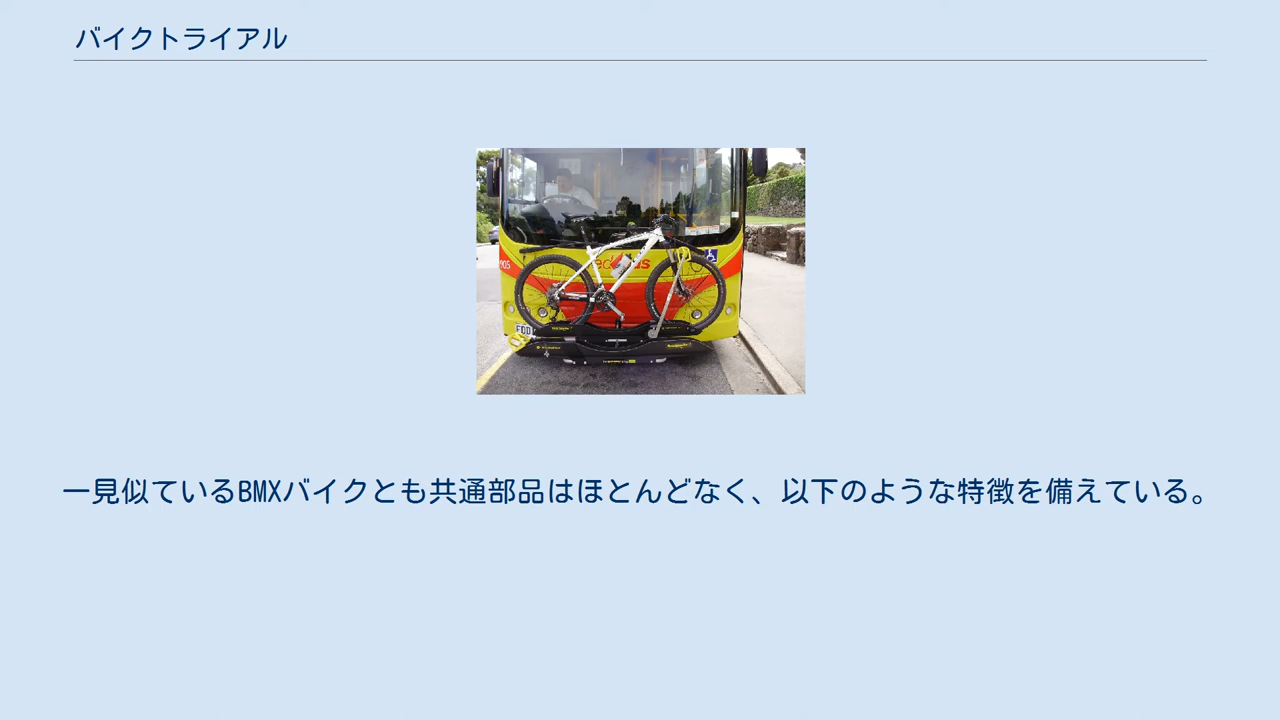 バイクトライアル
905
FOD
一見似ているBMXバイクとも共通部品はほとんどなく、以下のような特徴を備えている。